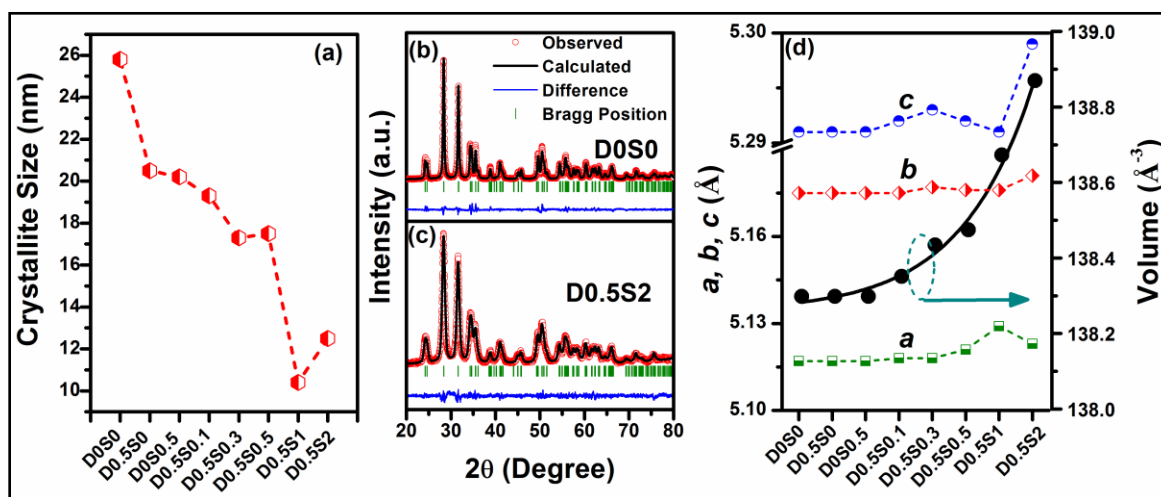 (a)
Crystallite Size (nm)
26
24
22
20
18
16
14
12
10
D0S0
D0.5S0
D0S0.5
D0.5S0.1
D0.5S0.3
D0.5S0.5
D0.5S1
D0.5S2
(b)
Observed
Calculated
Difference
Bragg Position
D0S0
(c)
D0.5S2
Intensity (a.u.)
20 30 40 50 60 70 80
2θ (Degree)
(d)
a, b, c (Å)
5.30
5.29
5.16
5.13
5.10
c
b
a
139.0
138.8
138.6
138.4
138.2
138.0
Volume (Å⁻³)
D0S0
D0.5S0
D0S0.5
D0.5S0.1
D0.5S0.3
D0.5S0.5
D0.5S1
D0.5S2